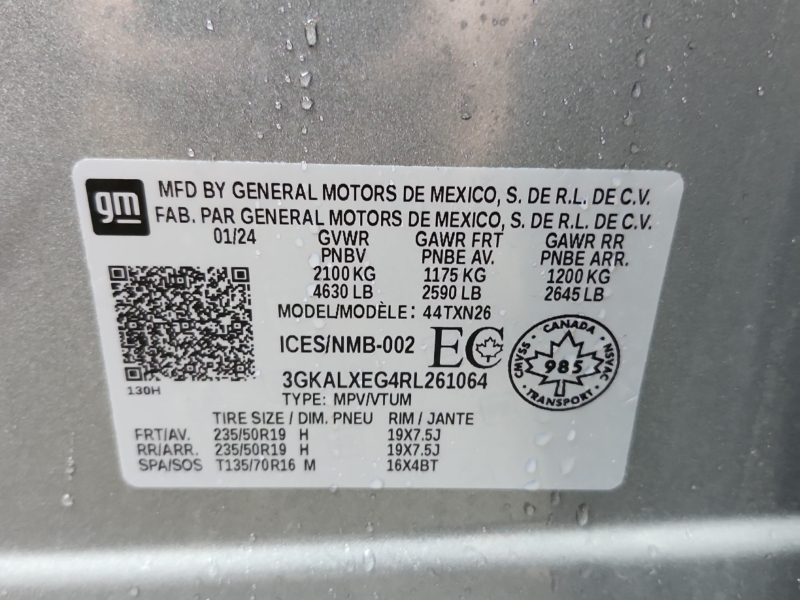 gm
MFD BY GENERAL MOTORS DE MEXICO, S. DE R.L. DE C.V.
FAB. PAR GENERAL MOTORS DE MEXICO, S. DE R.L. DE C.V.
01/24 GVWR GAWR FRT GAWR RR
PNBV PNBE AV. PNBE ARR.
2100 KG 1175 KG 1200 KG
4630 LB 2590 LB 2645 LB
MODEL/MODÈLE: 44TXN26
ICES/NMB-002 EC
CANADA
CMVSS NSVAC
985
TRANSPORT
130H
3GKALXEG4RL261064
TYPE: MPV/VTUM
TIRE SIZE / DIM. PNEU RIM / JANTE
FRT/AV. 235/50R19 H 19X7.5J
RR/ARR. 235/50R19 H 19X7.5J
SPA/SOS T135/70R16 M 16X4BT